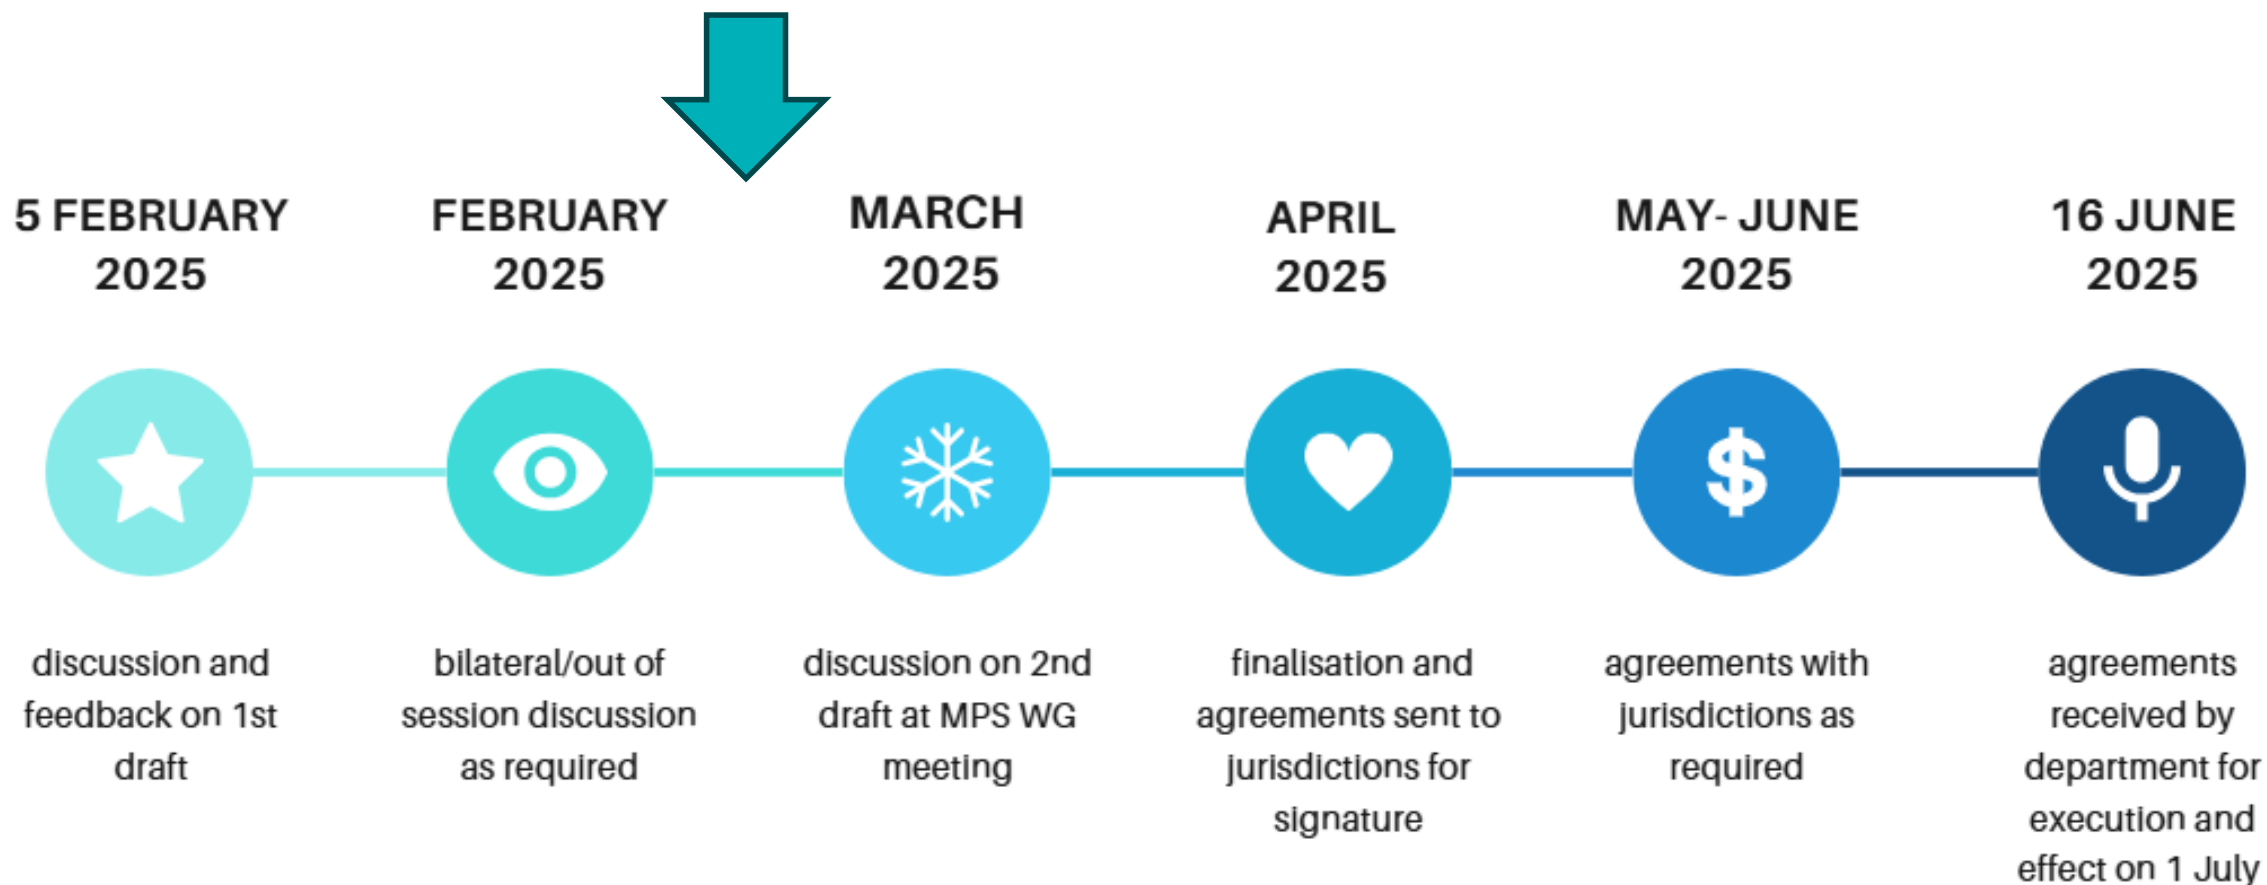 5 FEBRUARY
2025
FEBRUARY
2025
MARCH
2025
APRIL
2025
MAY- JUNE
2025
16 JUNE
2025
$
discussion and
feedback on 1st
draft
bilateral/out of
session discussion
as required
discussion on 2nd
draft at MPS WG
meeting
finalisation and
agreements sent to
jurisdictions for
signature
agreements with
jurisdictions as
required
agreements
received by
department for
execution and
effect on 1 July